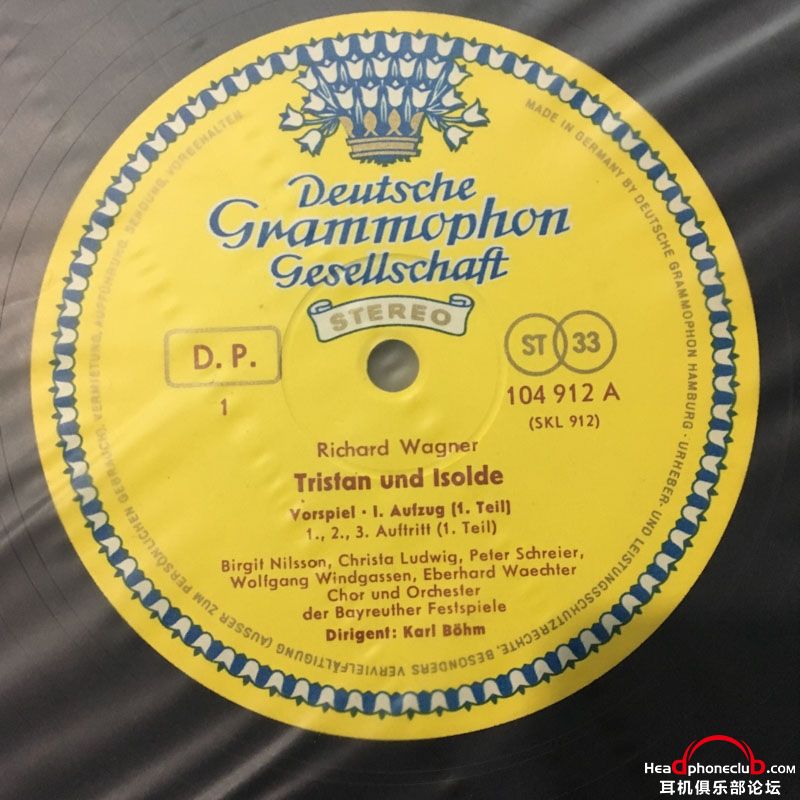 Deutsche
Grammophon
Gesellschaft
STEREO
D. P.
1
ST 33
104 912 A
(SKL 912)
Richard Wagner
Tristan und Isolde
Vorspiel · I. Aufzug (1. Teil)
1., 2., 3. Auftritt (1. Teil)
Birgit Nilsson, Christa Ludwig, Peter Schreier,
Wolfgang Windgassen, Eberhard Waechter
Chor und Orchester
der Bayreuther Festspiele
Dirigent: Karl Böhm
MADE IN GERMANY BY DEUTSCHE GRAMMOPHON HAMBURG · URHEBER- UND LEISTUNGSSCHUTZRECHTE, BESONDERS VERVIELFÄLTIGUNG (AUSSER ZUM PERSÖNLICHEN GEBRAUCH), VERMIETUNG, AUFFÜHRUNG, SENDUNG, VORBEHALTEN
Headphoneclub.com
耳机俱乐部论坛